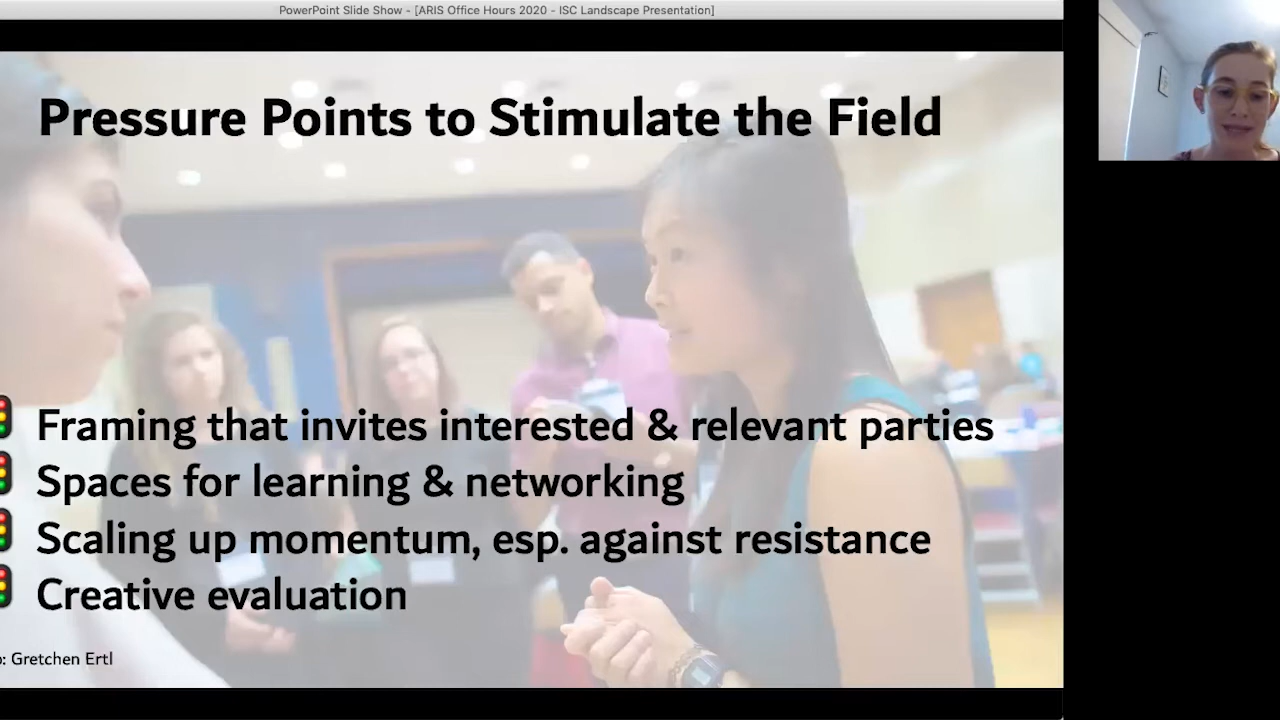 PowerPoint Slide Show - [ARIS Office Hours 2020 - ISC Landscape Presentation]
Pressure Points to Stimulate the Field
Framing that invites interested & relevant parties
Spaces for learning & networking
Scaling up momentum, esp. against resistance
Creative evaluation
: Gretchen Ertl